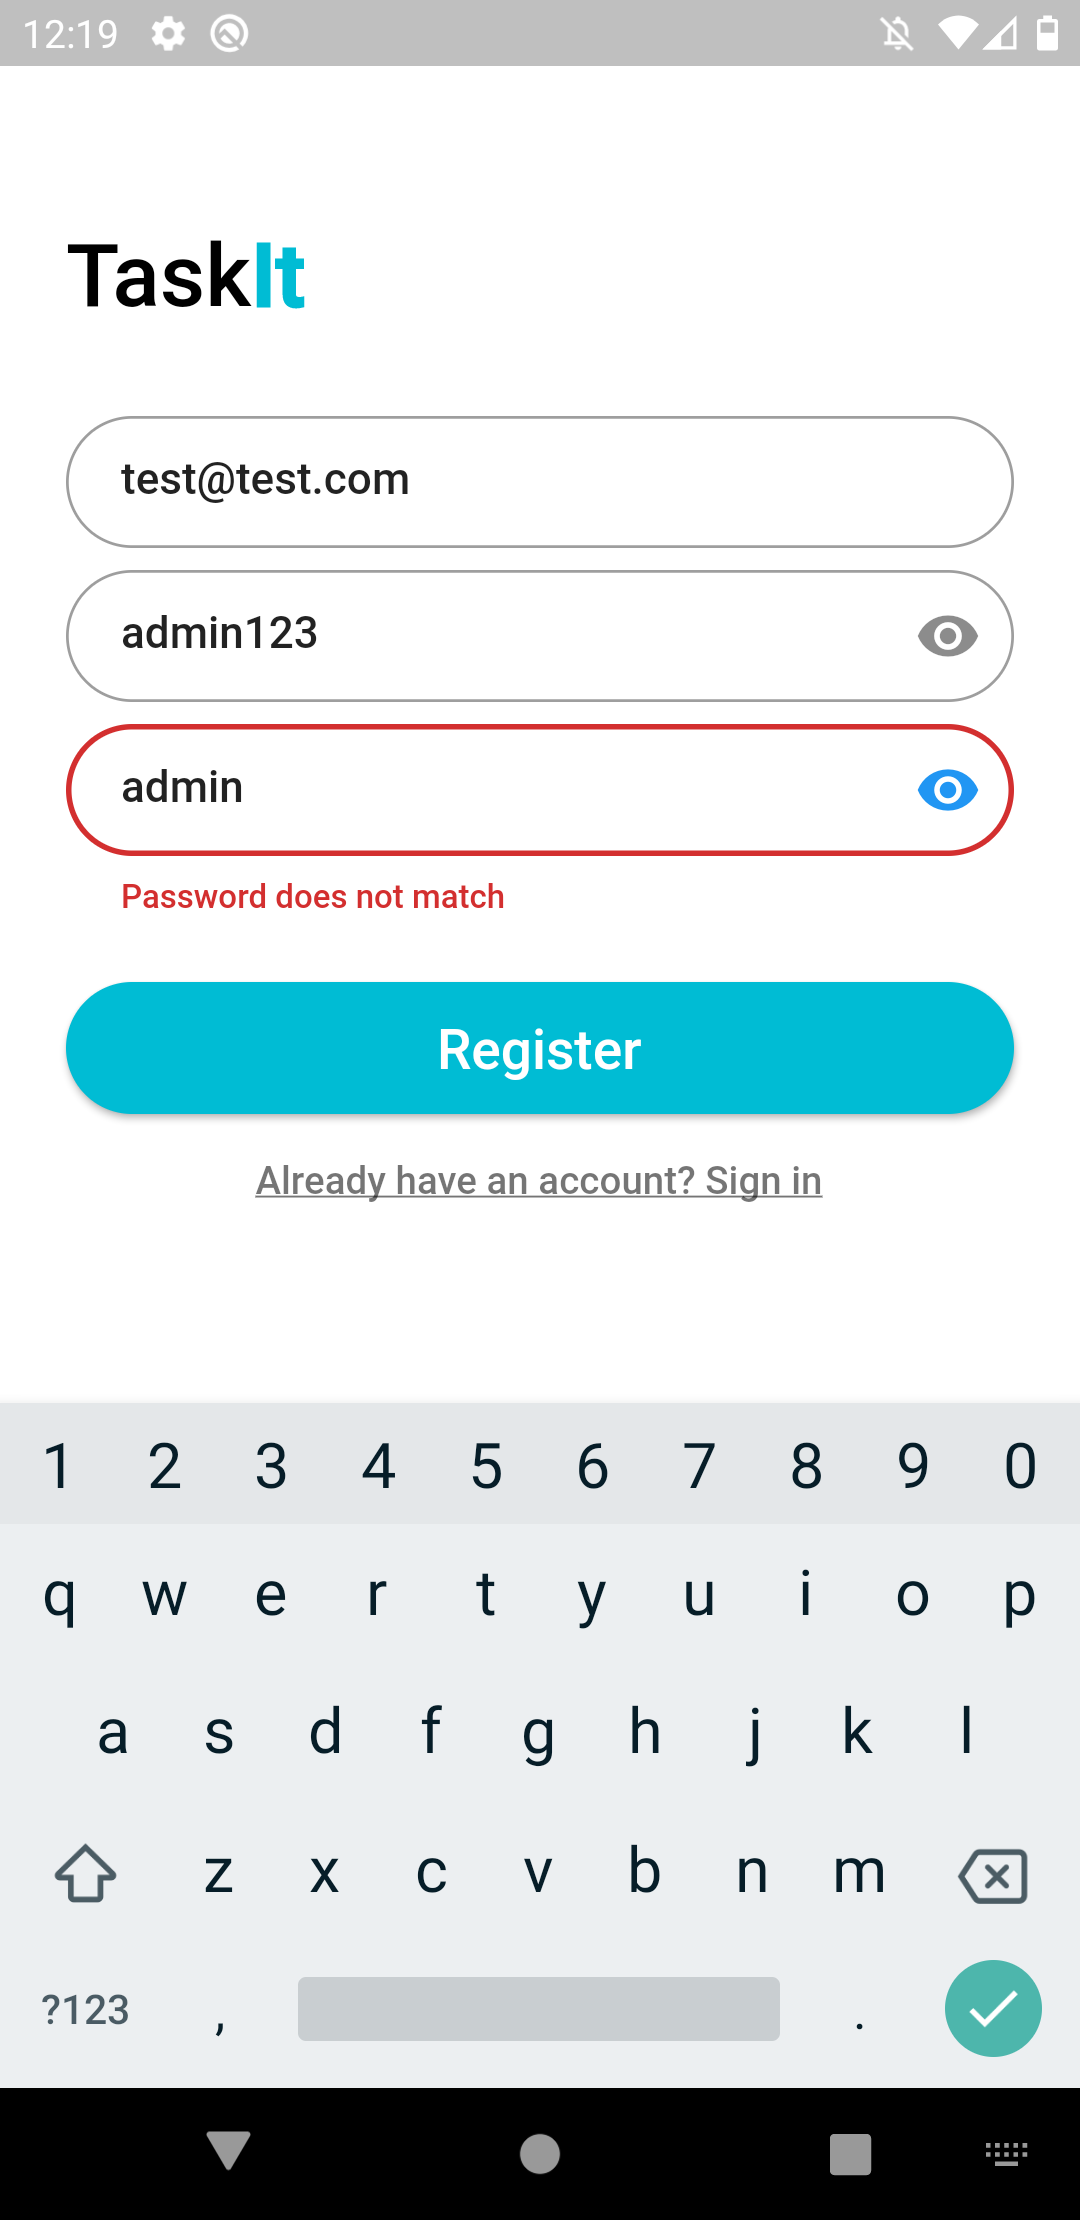 12:19
TaskIt
test@test.com
admin123
admin
Password does not match
Register
Already have an account? Sign in
1 2 3 4 5 6 7 8 9 0
q w e r t y u i o p
a s d f g h j k l
z x c v b n m
?123 , .